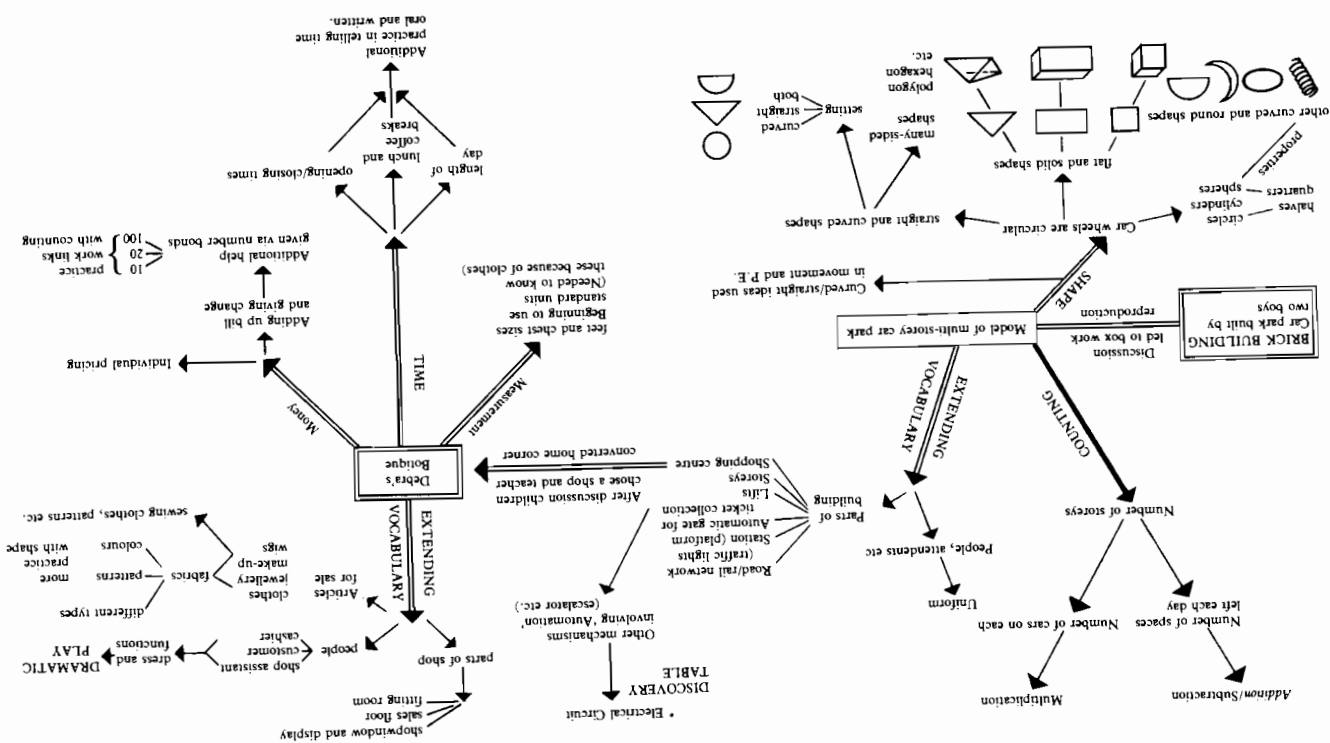 Addition/Subtraction
Multiplication
Number of spaces
left each day
Number of cars on each
Uniform
Number of storeys
People, attendents etc
COUNTING
EXTENDING
VOCABULARY
Parts of
building
Road/rail network
(traffic lights
Station (platform
Automatic gate for
ticket collection
Lifts
Storeys
Shopping centre
BRICK BUILDING
Car park built by
two boys
Discussion
led to box work
reproduction
Model of multi-storey car park
SHAPE
Curved/straight ideas used
in movement and P.E.
Car wheels are circular
straight and curved shapes
halves
quarters
circles
cylinders
spheres
properties
other curved and round shapes
flat and solid shapes
many-sided
shapes
polygon
hexagon
etc
setting
curved
straight
both
* Electrical Circuit
DISCOVERY
TABLE
Other mechanisms
involving 'Automation'
(escalator etc.)
After discussion children
chose a shop and teacher
converted home corner
shopwindow and display
sales floor
fitting room
parts of shop
people
shop assistant
customer
cashier
dress and
functions
DRAMATIC
PLAY
Articles
for sale
clothes
jewellery
make-up
wigs
fabrics
different types
patterns
colours
more
practice
with shape
sewing clothes, patterns etc.
EXTENDING
VOCABULARY
Debra's
Botique
Measurement
TIME
Money
feet and chest sizes
Beginning to use
standard units
(Needed to know
these because of clothes)
Individual pricing
Adding up bill
and giving change
Additional help
given via number bonds
10
20
100
practice
work links
with counting
length of
day
lunch and
coffee
breaks
opening/closing times
Additional
practice in telling time
oral and written.